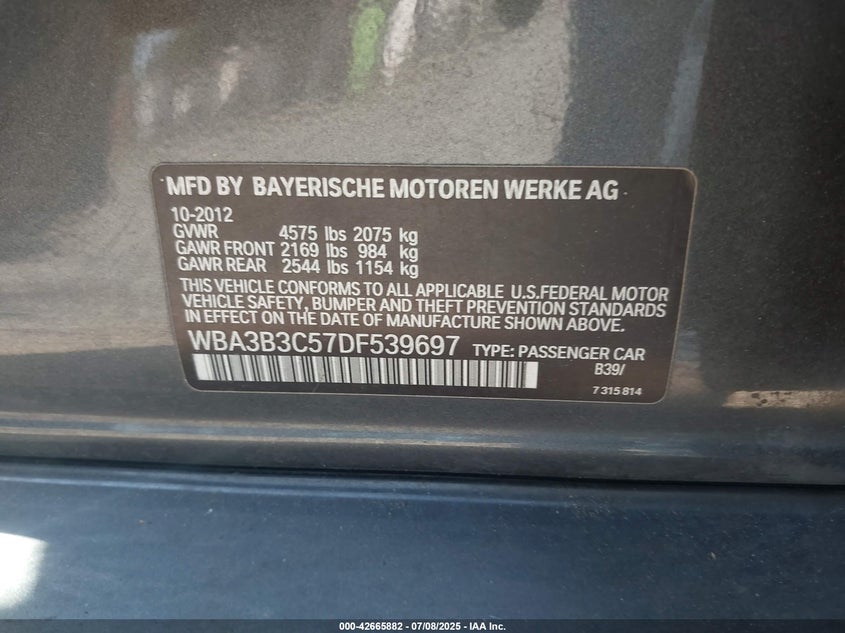 MFD BY BAYERISCHE MOTOREN WERKE AG
10-2012
GVWR 4575 lbs 2075 kg
GAWR FRONT 2169 lbs 984 kg
GAWR REAR 2544 lbs 1154 kg
THIS VEHICLE CONFORMS TO ALL APPLICABLE U.S.FEDERAL MOTOR
VEHICLE SAFETY, BUMPER AND THEFT PREVENTION STANDARDS
IN EFFECT ON THE DATE OF MANUFACTURE SHOWN ABOVE.
WBA3B3C57DF539697 TYPE: PASSENGER CAR
B39/
7 315 814
000-42665882 | 07/08/2025 - IAA Inc.